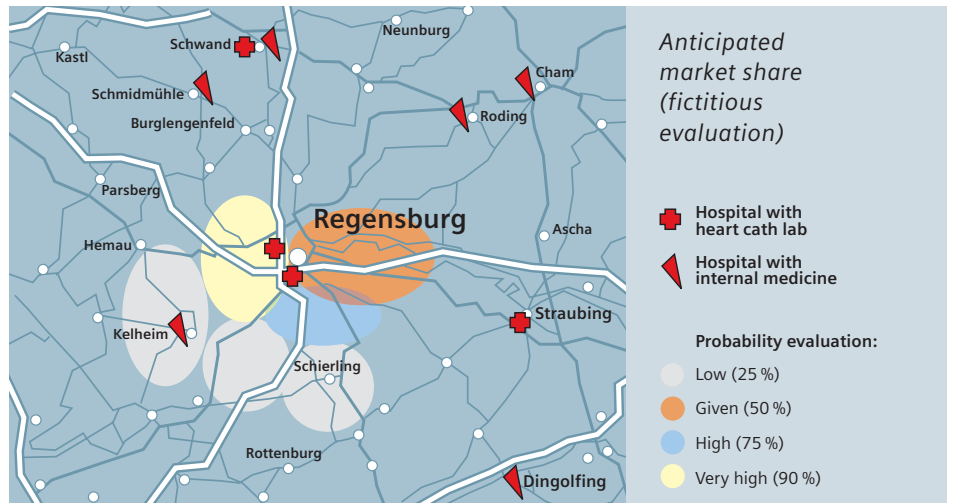 Neunburg
Schwand
Kastl
Cham
Schmidmühle
Roding
Burglengenfeld
Parsberg
Regensburg
Hemau
Ascha
Straubing
Kelheim
Schierling
Rottenburg
Dingolfing
Anticipated
market share
(fictitious
evaluation)
Hospital with
heart cath lab
Hospital with
internal medicine
Probability evaluation:
Low (25 %)
Given (50 %)
High (75 %)
Very high (90 %)